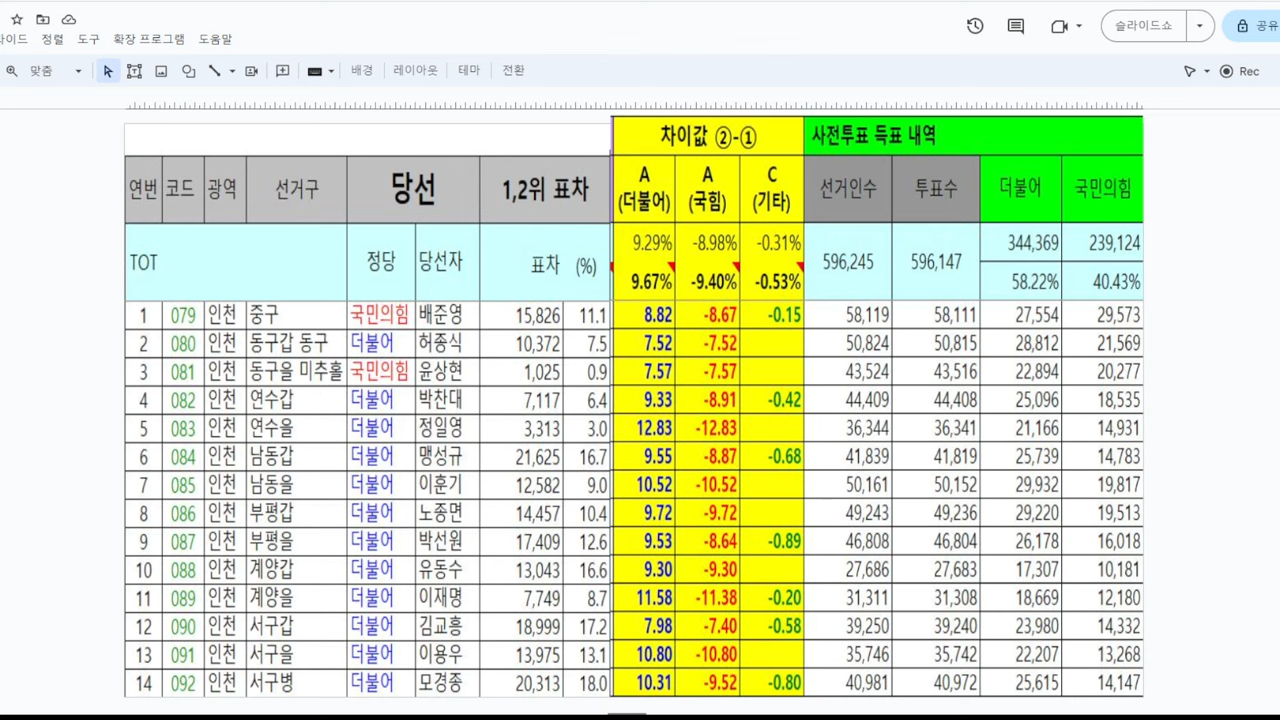 라이드 정렬 도구 확장 프로그램 도움말
슬라이드쇼 공유
맞춤 배경 레이아웃 테마 전환 Rec
차이값 ②-① 사전투표 득표 내역
연번 코드 광역 선거구 당선 1,2위 표차 A (더불어) A (국힘) C (기타) 선거인수 투표수 더불어 국민의힘
TOT 정당 당선자 표차 (%) 9.29% -8.98% -0.31% 596,245 596,147 344,369 239,124
9.67% -9.40% -0.53% 58.22% 40.43%
1 079 인천 중구 국민의힘 배준영 15,826 11.1 8.82 -8.67 -0.15 58,119 58,111 27,554 29,573
2 080 인천 동구갑 동구 더불어 허종식 10,372 7.5 7.52 -7.52 50,824 50,815 28,812 21,569
3 081 인천 동구을 미추홀 국민의힘 윤상현 1,025 0.9 7.57 -7.57 43,524 43,516 22,894 20,277
4 082 인천 연수갑 더불어 박찬대 7,117 6.4 9.33 -8.91 -0.42 44,409 44,408 25,096 18,535
5 083 인천 연수을 더불어 정일영 3,313 3.0 12.83 -12.83 36,344 36,341 21,166 14,931
6 084 인천 남동갑 더불어 맹성규 21,625 16.7 9.55 -8.87 -0.68 41,839 41,819 25,739 14,783
7 085 인천 남동을 더불어 이훈기 12,582 9.0 10.52 -10.52 50,161 50,152 29,932 19,817
8 086 인천 부평갑 더불어 노종면 14,457 10.4 9.72 -9.72 49,243 49,236 29,220 19,513
9 087 인천 부평을 더불어 박선원 17,409 12.6 9.53 -8.64 -0.89 46,808 46,804 26,178 16,018
10 088 인천 계양갑 더불어 유동수 13,043 16.6 9.30 -9.30 27,686 27,683 17,307 10,181
11 089 인천 계양을 더불어 이재명 7,749 8.7 11.58 -11.38 -0.20 31,311 31,308 18,669 12,180
12 090 인천 서구갑 더불어 김교흥 18,999 17.2 7.98 -7.40 -0.58 39,250 39,240 23,980 14,332
13 091 인천 서구을 더불어 이용우 13,975 13.1 10.80 -10.80 35,746 35,742 22,207 13,268
14 092 인천 서구병 더불어 모경종 20,313 18.0 10.31 -9.52 -0.80 40,981 40,972 25,615 14,147